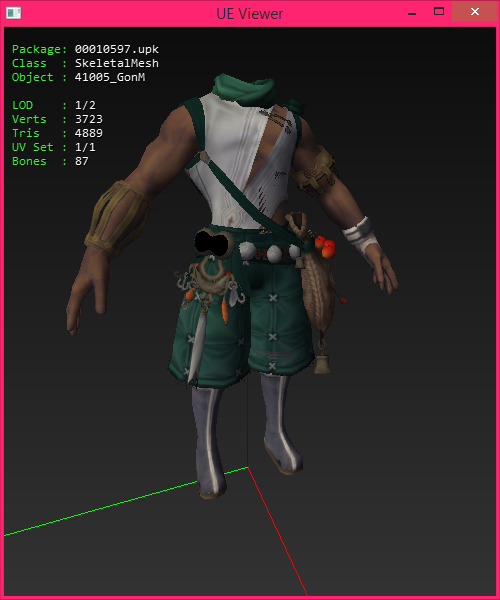 UE Viewer
Package: 00010597.upk
Class  : SkeletalMesh
Object : 41005_GonM
LOD    : 1/2
Verts  : 3723
Tris   : 4889
UV Set : 1/1
Bones  : 87